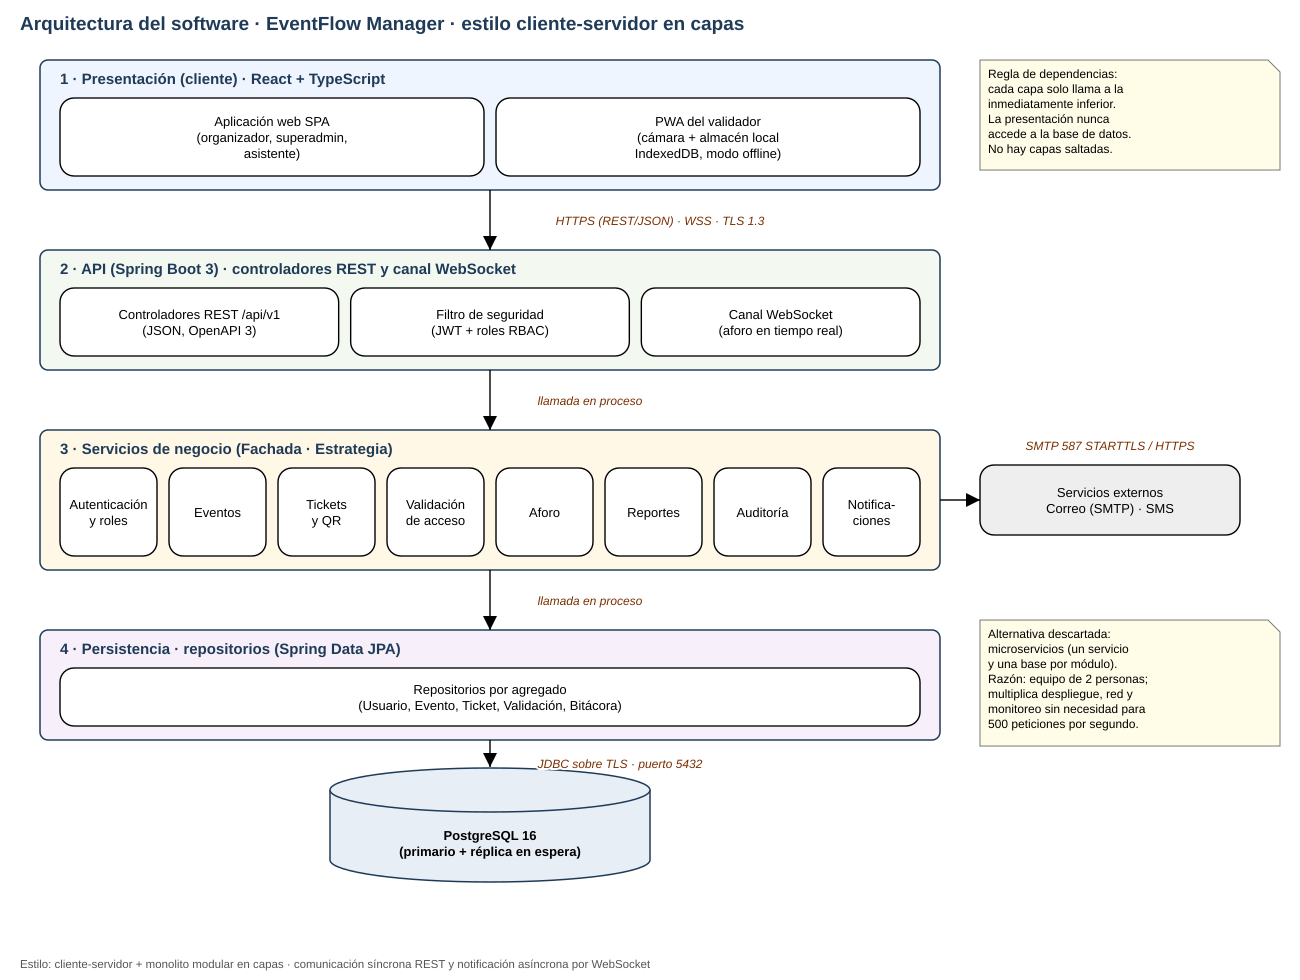 Arquitectura del software · EventFlow Manager · estilo cliente-servidor en capas
1 · Presentación (cliente) · React + TypeScript
Aplicación web SPA
(organizador, superadmin,
asistente)
PWA del validador
(cámara + almacén local
IndexedDB, modo offline)
Regla de dependencias:
cada capa solo llama a la
inmediatamente inferior.
La presentación nunca
accede a la base de datos.
No hay capas saltadas.
HTTPS (REST/JSON) · WSS · TLS 1.3
2 · API (Spring Boot 3) · controladores REST y canal WebSocket
Controladores REST /api/v1
(JSON, OpenAPI 3)
Filtro de seguridad
(JWT + roles RBAC)
Canal WebSocket
(aforo en tiempo real)
llamada en proceso
3 · Servicios de negocio (Fachada · Estrategia)
Autenticación
y roles
Eventos
Tickets
y QR
Validación
de acceso
Aforo
Reportes
Auditoría
Notifica-
ciones
SMTP 587 STARTTLS / HTTPS
Servicios externos
Correo (SMTP) · SMS
llamada en proceso
4 · Persistencia · repositorios (Spring Data JPA)
Repositorios por agregado
(Usuario, Evento, Ticket, Validación, Bitácora)
Alternativa descartada:
microservicios (un servicio
y una base por módulo).
Razón: equipo de 2 personas;
multiplica despliegue, red y
monitoreo sin necesidad para
500 peticiones por segundo.
JDBC sobre TLS · puerto 5432
PostgreSQL 16
(primario + réplica en espera)
Estilo: cliente-servidor + monolito modular en capas · comunicación síncrona REST y notificación asíncrona por WebSocket